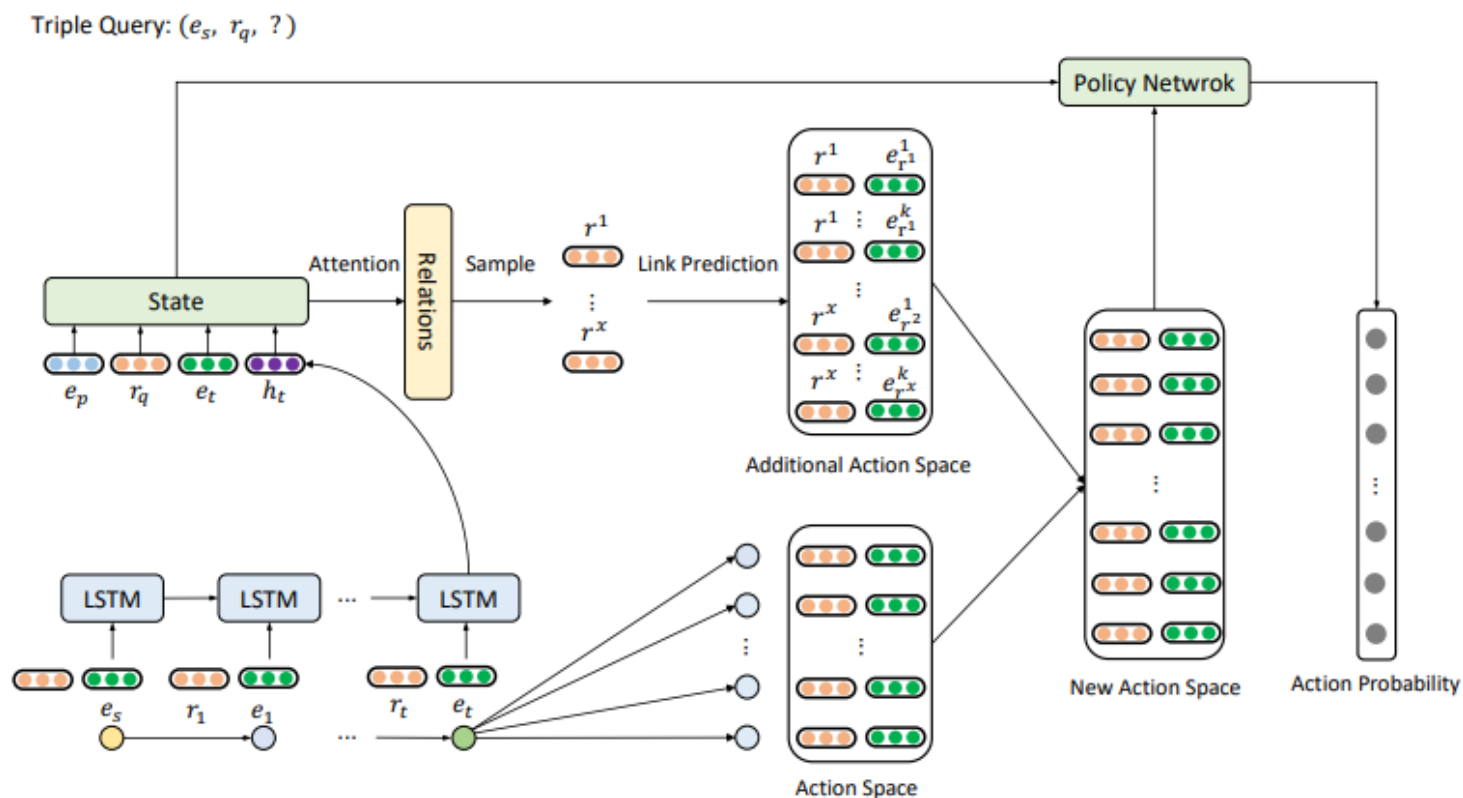 Triple Query: (e_s, r_q, ?)
Policy Netwrok
r^1 e_{r^1}^1
r^1 ⋮ e_{r^1}^k
r^1
Attention
Relations
Sample
Link Prediction
State
⋮
⋮
r^x
r^x e_{r^2}^1
r^x ⋮ e_{r^x}^k
e_p r_q e_t h_t
Additional Action Space
⋮
⋮
LSTM LSTM ... LSTM
⋮ ⋮
e_s r_1 e_1 r_t e_t
...
New Action Space
Action Probability
Action Space